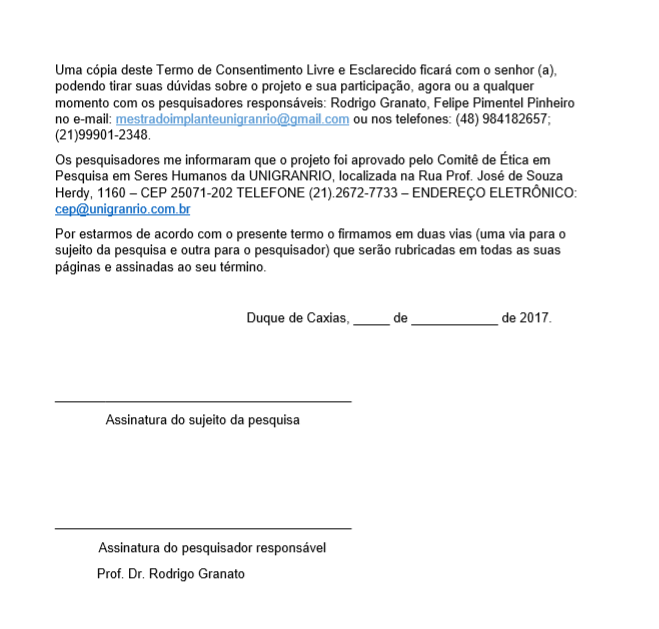 Uma cópia deste Termo de Consentimento Livre e Esclarecido ficará com o senhor (a),
podendo tirar suas dúvidas sobre o projeto e sua participação, agora ou a qualquer
momento com os pesquisadores responsáveis: Rodrigo Granato, Felipe Pimentel Pinheiro
no e-mail: mestradoimplanteunigranrio@gmail.com ou nos telefones: (48) 984182657;
(21)99901-2348.
Os pesquisadores me informaram que o projeto foi aprovado pelo Comitê de Ética em
Pesquisa em Seres Humanos da UNIGRANRIO, localizada na Rua Prof. José de Souza
Herdy, 1160 – CEP 25071-202 TELEFONE (21).2672-7733 – ENDEREÇO ELETRÔNICO:
cep@unigranrio.com.br
Por estarmos de acordo com o presente termo o firmamos em duas vias (uma via para o
sujeito da pesquisa e outra para o pesquisador) que serão rubricadas em todas as suas
páginas e assinadas ao seu término.
Duque de Caxias, _____ de ____________ de 2017.
Assinatura do sujeito da pesquisa
Assinatura do pesquisador responsável
Prof. Dr. Rodrigo Granato